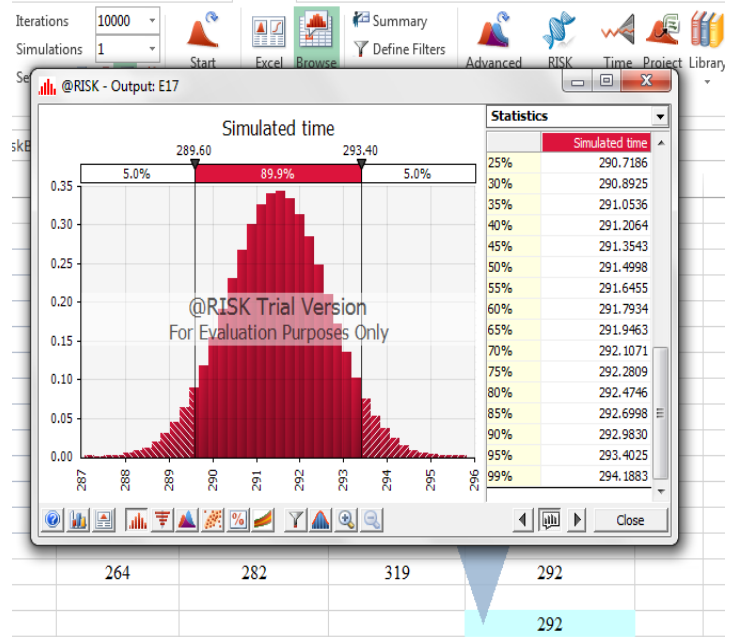 Iterations 10000
Simulations 1
Start
Excel Browse
Summary
Define Filters
Advanced RISK Time Project Library
Se
@RISK - Output: E17
skB
Simulated time
289.60 293.40
5.0% 89.9% 5.0%
0.35
0.30
0.25
0.20
0.15
0.10
0.05
0.00
@RISK Trial Version
For Evaluation Purposes Only
287 288 289 290 291 292 293 294 295 296
Statistics
Simulated time
25% 290.7186
30% 290.8925
35% 291.0536
40% 291.2064
45% 291.3543
50% 291.4998
55% 291.6455
60% 291.7934
65% 291.9463
70% 292.1071
75% 292.2809
80% 292.4746
85% 292.6998
90% 292.9830
95% 293.4025
99% 294.1883
Close
264 282 319 292
292